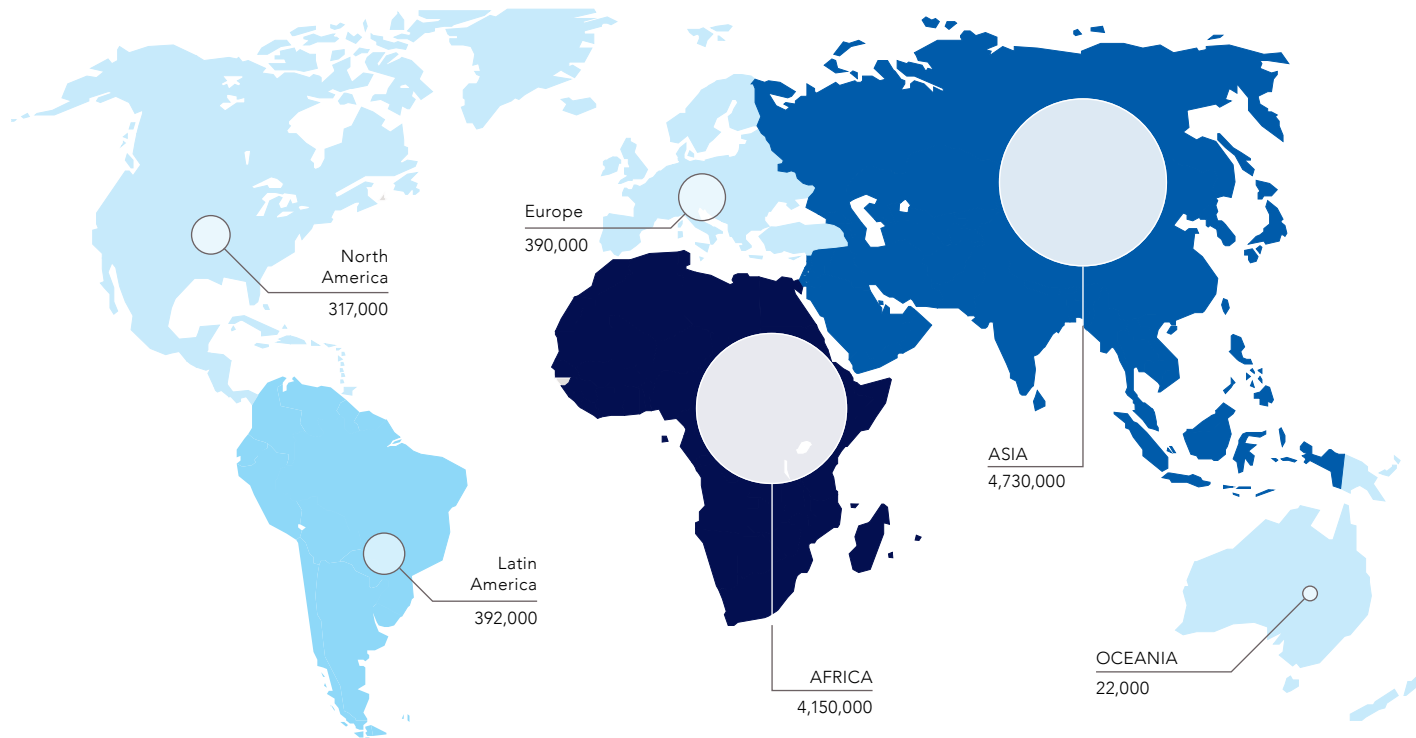 Europe
390,000
North
America
317,000
ASIA
4,730,000
Latin
America
392,000
AFRICA
4,150,000
OCEANIA
22,000